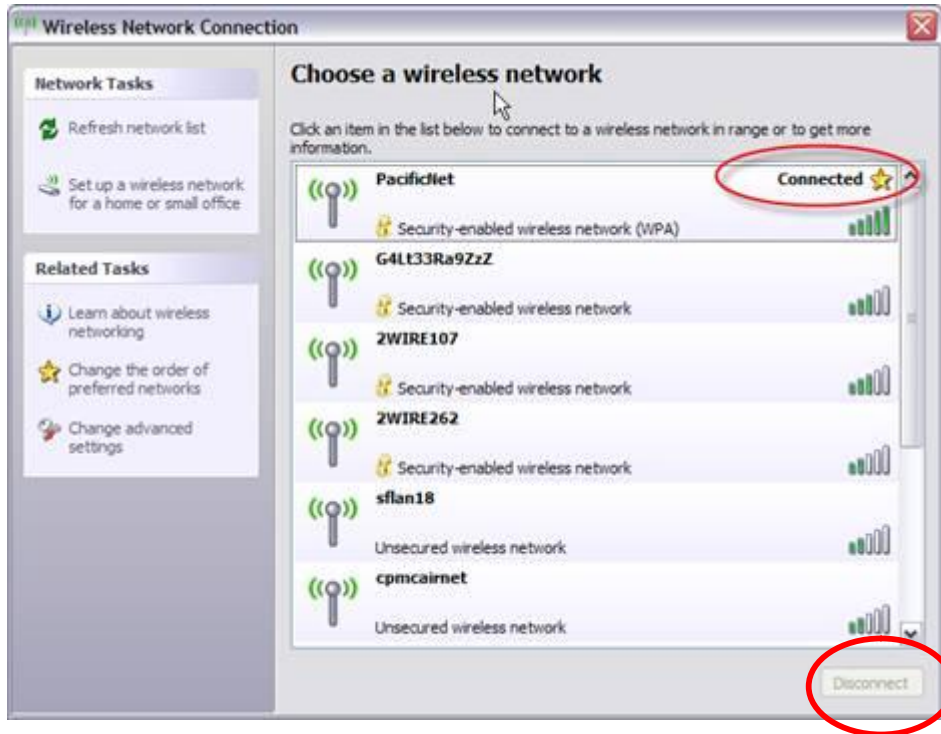 Wireless Network Connection
Network Tasks
Refresh network list
Set up a wireless network
for a home or small office
Related Tasks
Learn about wireless
networking
Change the order of
preferred networks
Change advanced
settings
Choose a wireless network
Click an item in the list below to connect to a wireless network in range or to get more
information.
PacificNet Connected
Security-enabled wireless network (WPA)
G4Lt33Ra9ZzZ
Security-enabled wireless network
2WIRE107
Security-enabled wireless network
2WIRE262
Security-enabled wireless network
sflan18
Unsecured wireless network
cpmcairnet
Unsecured wireless network
Disconnect